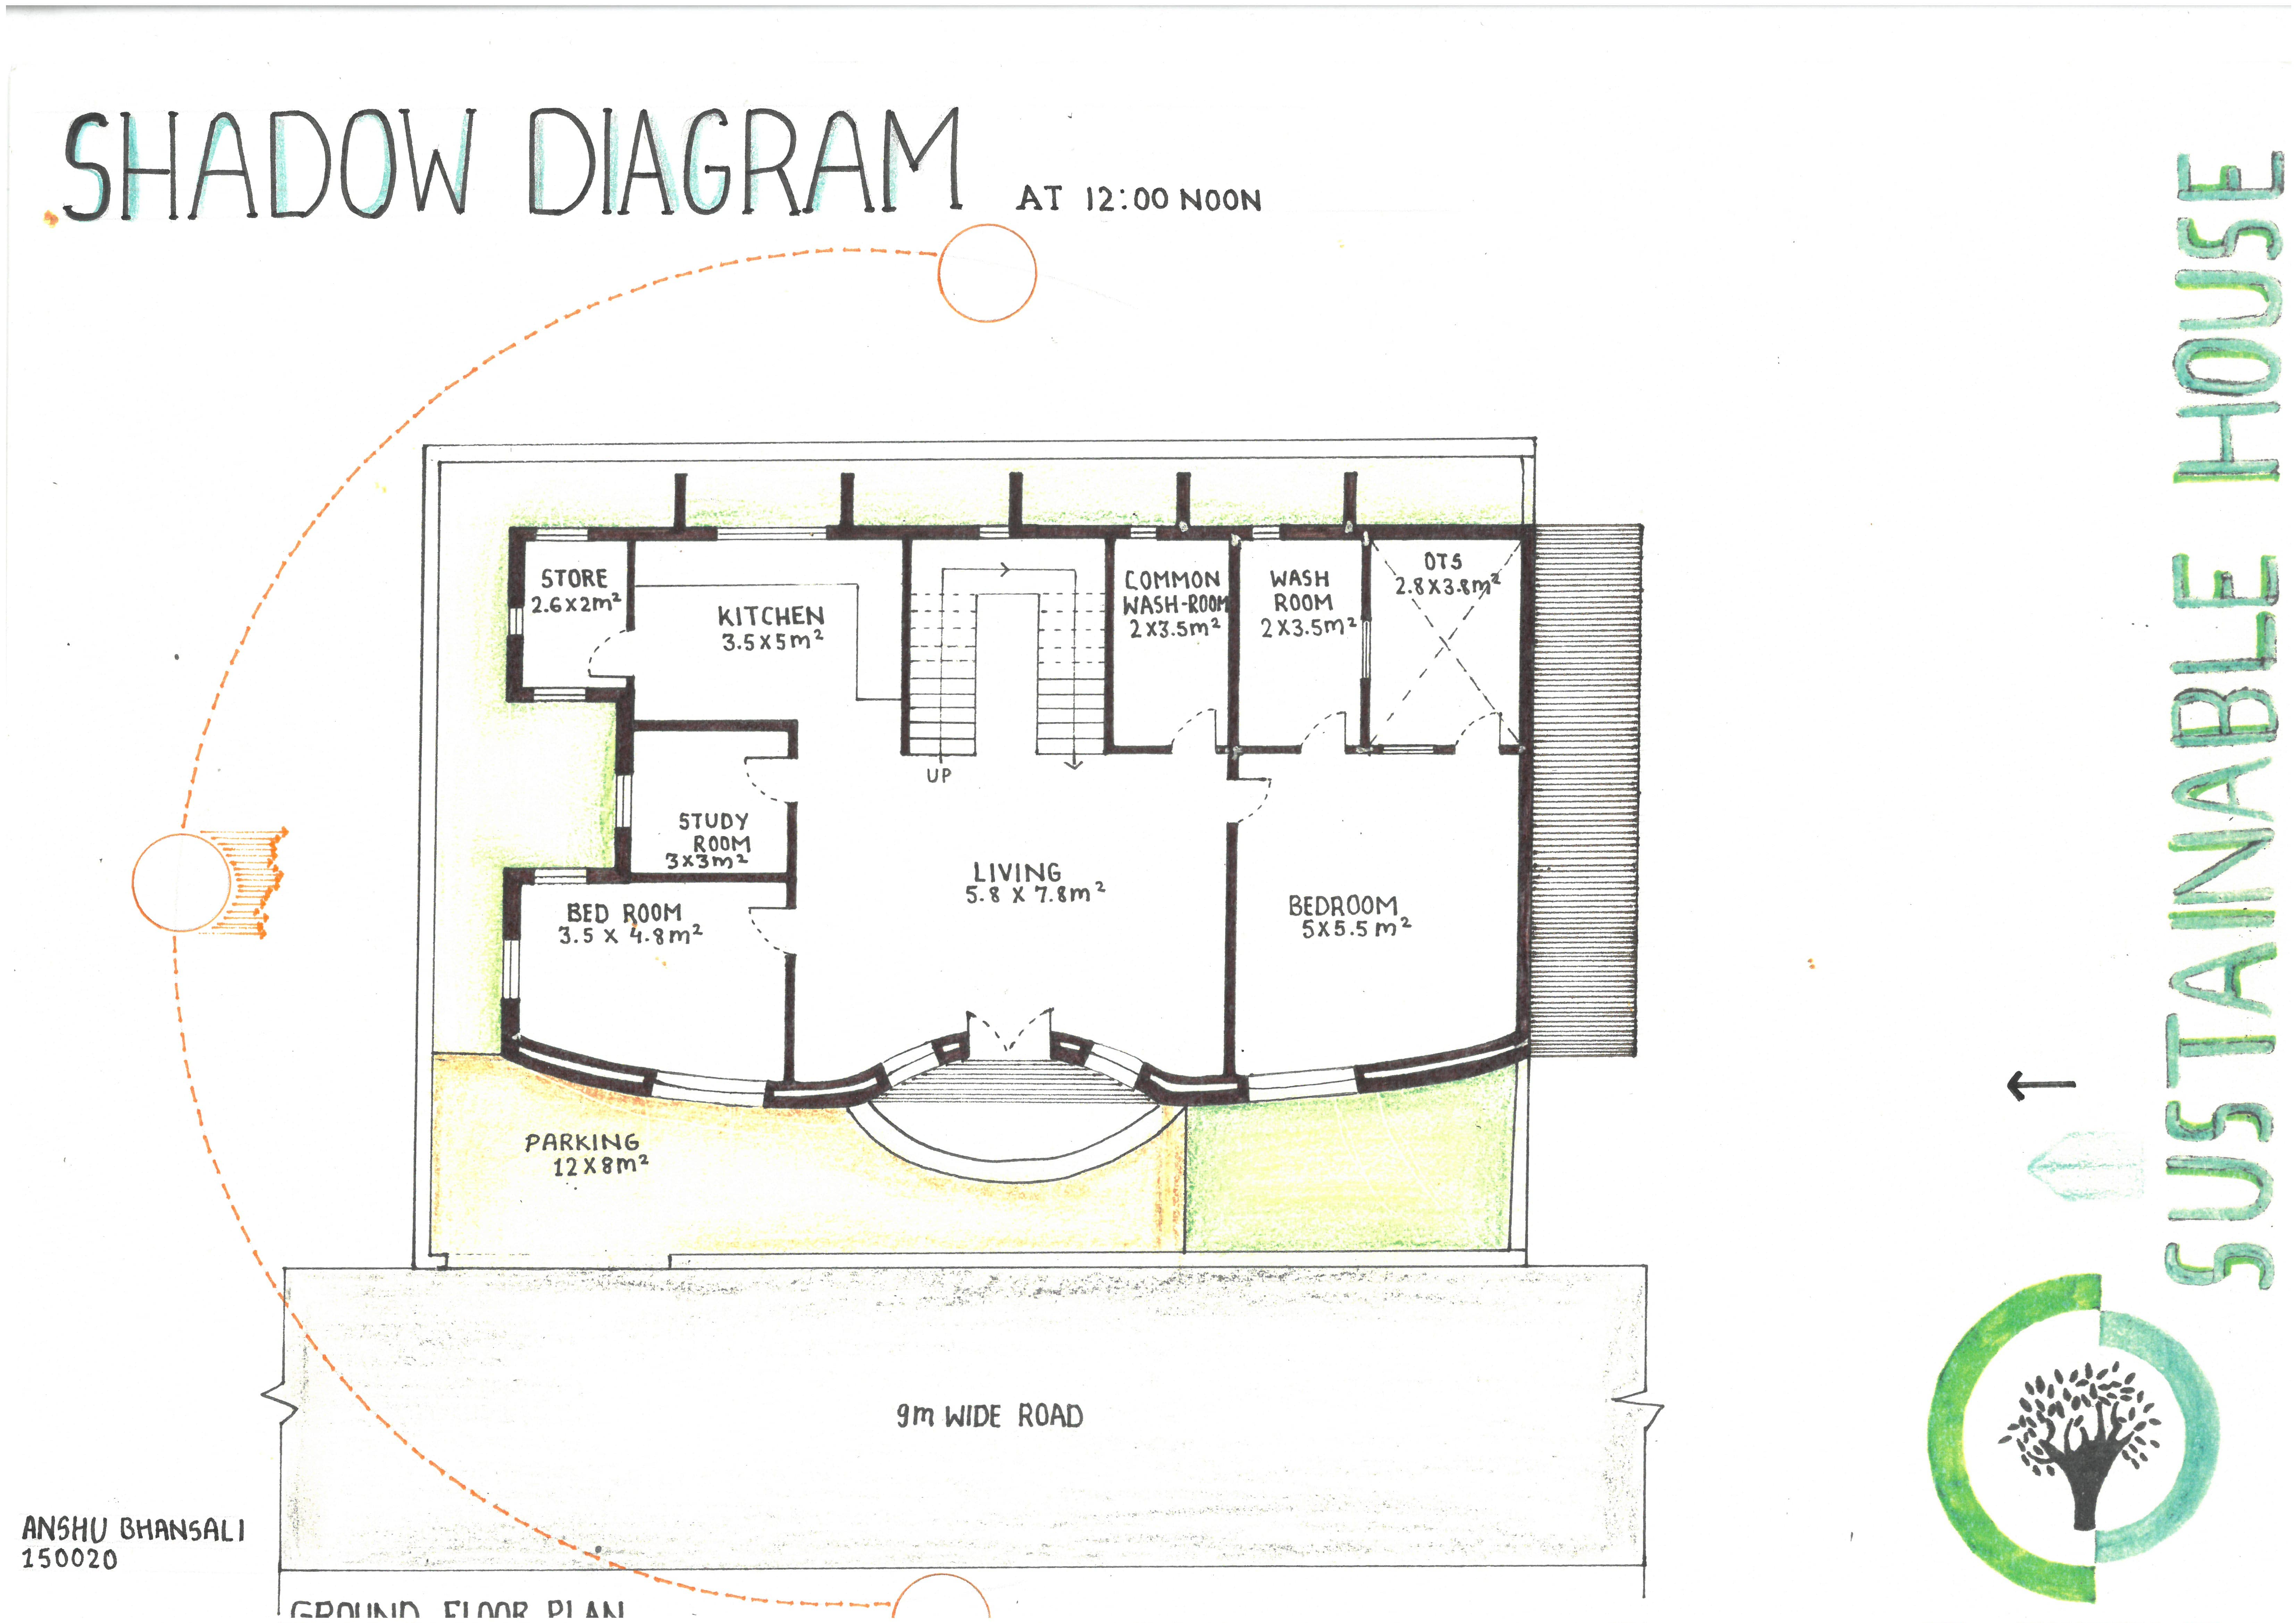 SHADOW DIAGRAM AT 12:00 NOON
SUSTAINABLE HOUSE
STORE
2.6X2m²
KITCHEN
3.5X5m²
COMMON
WASH-ROOM
2X3.5m²
WASH
ROOM
2X3.5m²
OTS
2.8X3.8m²
UP
STUDY
ROOM
3X3m²
LIVING
5.8 X 7.8m²
BED ROOM
3.5 X 4.8m²
BEDROOM
5X5.5m²
PARKING
12X8m²
9m WIDE ROAD
ANSHU BHANSALI
150020
GROUND FLOOR PLAN